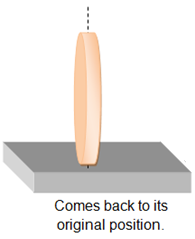 Comes back to its
original position.